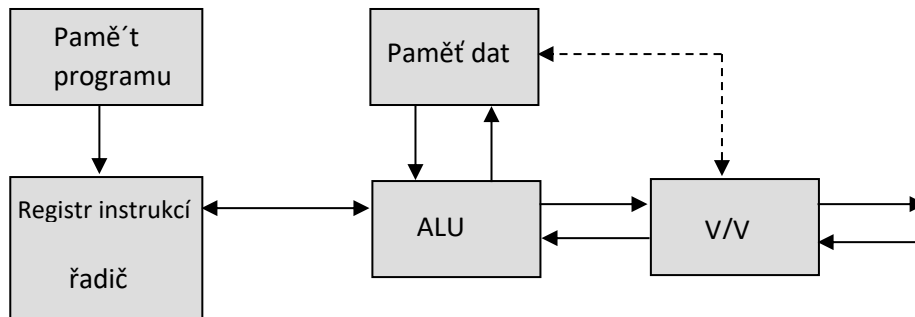 Pamě´t
programu
Paměť dat
Registr instrukcí
řadič
ALU
V/V